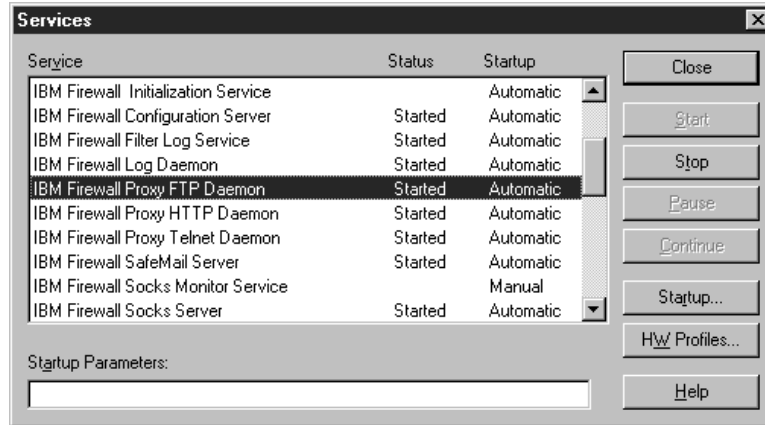 Services
Service Status Startup
IBM Firewall  Initialization Service Automatic
IBM Firewall Configuration Server Started Automatic
IBM Firewall Filter Log Service Started Automatic
IBM Firewall Log Daemon Started Automatic
IBM Firewall Proxy FTP Daemon Started Automatic
IBM Firewall Proxy HTTP Daemon Started Automatic
IBM Firewall Proxy Telnet Daemon Started Automatic
IBM Firewall SafeMail Server Started Automatic
IBM Firewall Socks Monitor Service Manual
IBM Firewall Socks Server Started Automatic
Startup Parameters:
Close
Start
Stop
Pause
Continue
Startup...
HW Profiles...
Help